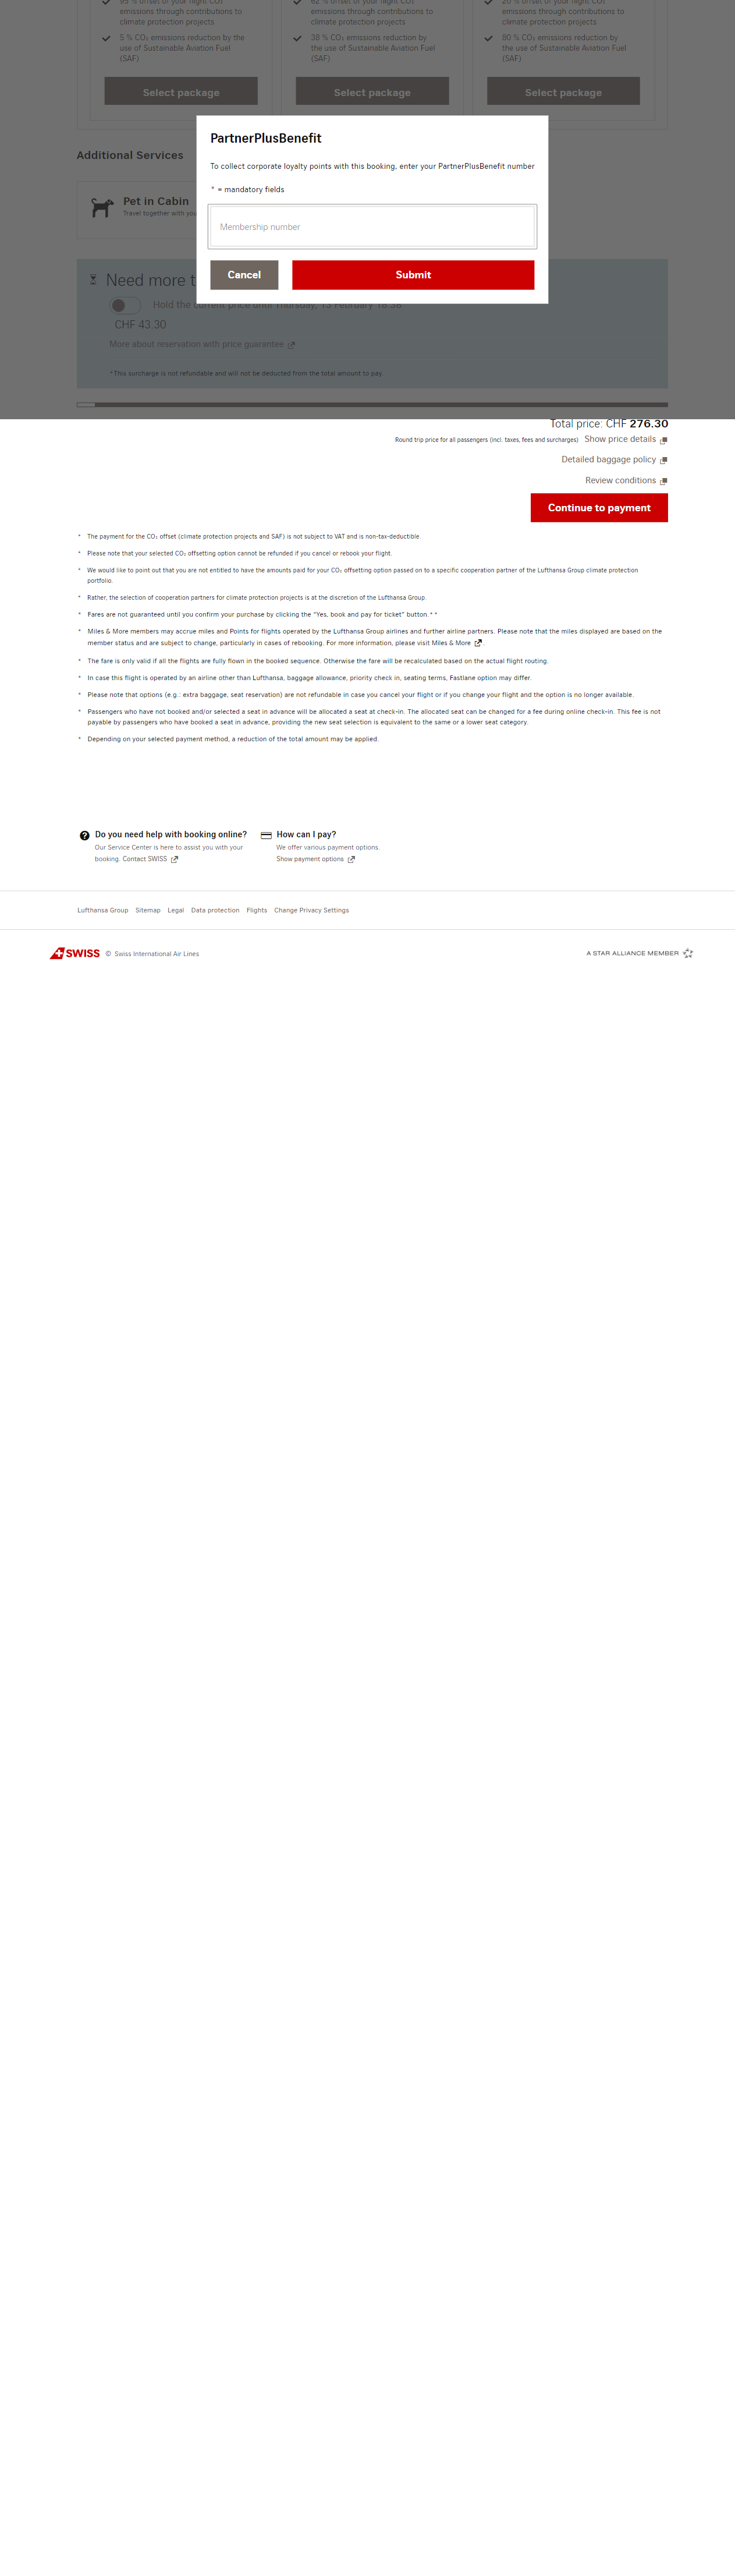 95 % offset of your flight CO₂
emissions through contributions to
climate protection projects
5 % CO₂ emissions reduction by the
use of Sustainable Aviation Fuel
(SAF)
Select package
62 % offset of your flight CO₂
emissions through contributions to
climate protection projects
38 % CO₂ emissions reduction by
the use of Sustainable Aviation Fuel
(SAF)
Select package
20 % offset of your flight CO₂
emissions through contributions to
climate protection projects
80 % CO₂ emissions reduction by
the use of Sustainable Aviation Fuel
(SAF)
Select package
Additional Services
Pet in Cabin
Travel together with you
PartnerPlusBenefit
To collect corporate loyalty points with this booking, enter your PartnerPlusBenefit number
* = mandatory fields
Membership number
Cancel
Submit
Need more t
Hold the current price until Thursday, 13 February 16:38
CHF 43.30
More about reservation with price guarantee
* This surcharge is not refundable and will not be deducted from the total amount to pay.
Total price: CHF 276.30
Round trip price for all passengers (incl. taxes, fees and surcharges) Show price details
Detailed baggage policy
Review conditions
Continue to payment
* The payment for the CO₂ offset (climate protection projects and SAF) is not subject to VAT and is non-tax-deductible.
* Please note that your selected CO₂ offsetting option cannot be refunded if you cancel or rebook your flight.
* We would like to point out that you are not entitled to have the amounts paid for your CO₂ offsetting option passed on to a specific cooperation partner of the Lufthansa Group climate protection
portfolio.
* Rather, the selection of cooperation partners for climate protection projects is at the discretion of the Lufthansa Group.
* Fares are not guaranteed until you confirm your purchase by clicking the "Yes, book and pay for ticket" button.* *
* Miles & More members may accrue miles and Points for flights operated by the Lufthansa Group airlines and further airline partners. Please note that the miles displayed are based on the
member status and are subject to change, particularly in cases of rebooking. For more information, please visit Miles & More .
* The fare is only valid if all the flights are fully flown in the booked sequence. Otherwise the fare will be recalculated based on the actual flight routing.
* In case this flight is operated by an airline other than Lufthansa, baggage allowance, priority check in, seating terms, Fastlane option may differ.
* Please note that options (e.g.: extra baggage, seat reservation) are not refundable in case you cancel your flight or if you change your flight and the option is no longer available.
* Passengers who have not booked and/or selected a seat in advance will be allocated a seat at check-in. The allocated seat can be changed for a fee during online check-in. This fee is not
payable by passengers who have booked a seat in advance, providing the new seat selection is equivalent to the same or a lower seat category.
* Depending on your selected payment method, a reduction of the total amount may be applied.
Do you need help with booking online?
Our Service Center is here to assist you with your
booking. Contact SWISS
How can I pay?
We offer various payment options.
Show payment options
Lufthansa Group Sitemap Legal Data protection Flights Change Privacy Settings
SWISS © Swiss International Air Lines
A STAR ALLIANCE MEMBER